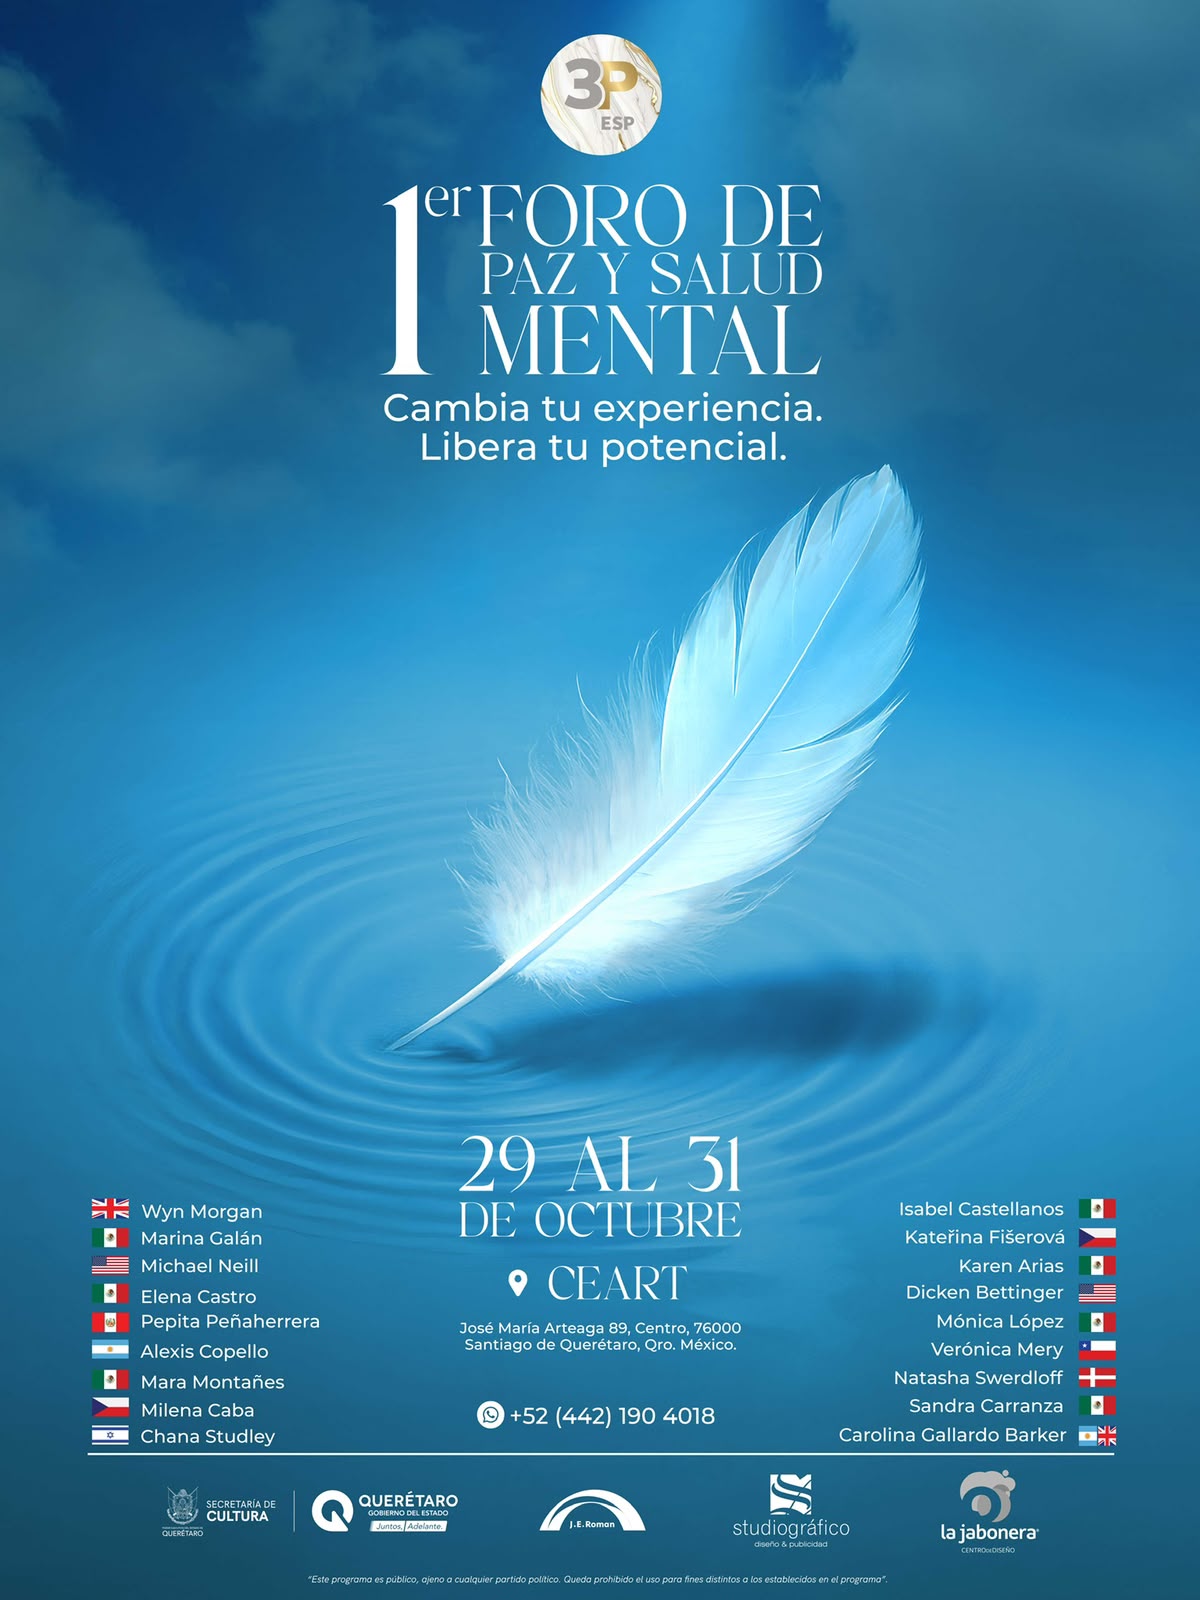 3P
ESP
1er FORO DE
PAZ Y SALUD
MENTAL
Cambia tu experiencia.
Libera tu potencial.
29 AL 31
DE OCTUBRE
CEART
José María Arteaga 89, Centro, 76000
Santiago de Querétaro, Qro. México.
+52 (442) 190 4018
Wyn Morgan
Marina Galán
Michael Neill
Elena Castro
Pepita Peñaherrera
Alexis Copello
Mara Montañes
Milena Caba
Chana Studley
Isabel Castellanos
Kateřina Fišerová
Karen Arias
Dicken Bettinger
Mónica López
Verónica Mery
Natasha Swerdloff
Sandra Carranza
Carolina Gallardo Barker
QUERÉTARO
SECRETARÍA DE
CULTURA
QUERÉTARO
GOBIERNO DEL ESTADO
Juntos, Adelante.
J.E.Roman
studiográfico
diseño & publicidad
la jabonera
CENTRO DE DISEÑO
"Este programa es público, ajeno a cualquier partido político. Queda prohibido el uso para fines distintos a los establecidos en el programa".